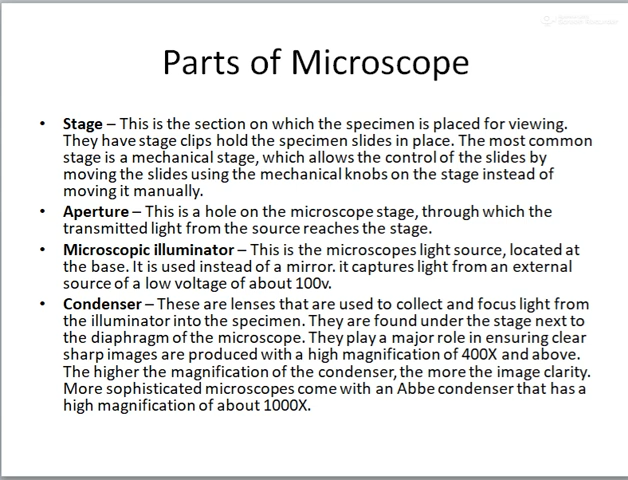 Parts of Microscope
• Stage – This is the section on which the specimen is placed for viewing.
They have stage clips hold the specimen slides in place. The most common
stage is a mechanical stage, which allows the control of the slides by
moving the slides using the mechanical knobs on the stage instead of
moving it manually.
• Aperture – This is a hole on the microscope stage, through which the
transmitted light from the source reaches the stage.
• Microscopic illuminator – This is the microscopes light source, located at
the base. It is used instead of a mirror. it captures light from an external
source of a low voltage of about 100v.
• Condenser – These are lenses that are used to collect and focus light from
the illuminator into the specimen. They are found under the stage next to
the diaphragm of the microscope. They play a major role in ensuring clear
sharp images are produced with a high magnification of 400X and above.
The higher the magnification of the condenser, the more the image clarity.
More sophisticated microscopes come with an Abbe condenser that has a
high magnification of about 1000X.